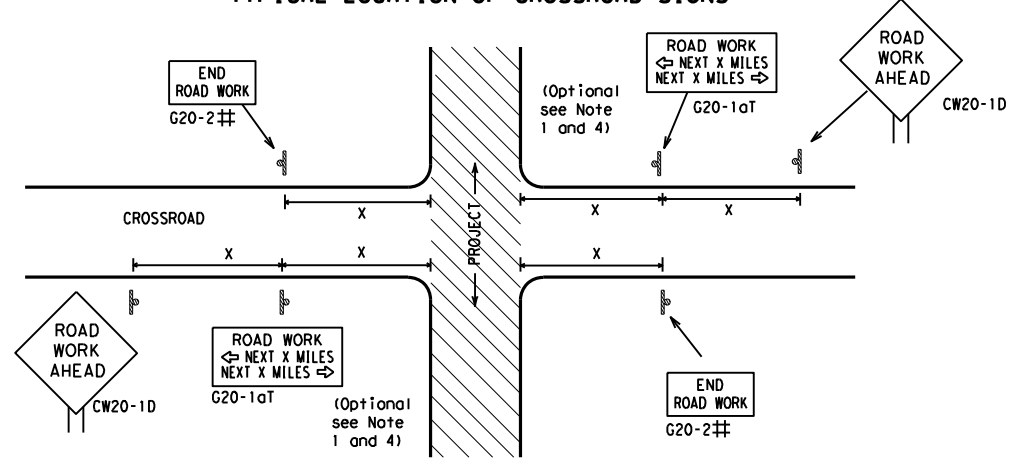 TYPICAL LOCATION OF CROSSROAD SIGNS
END
ROAD WORK
G20-2#
(Optional
see Note
1 and 4)
ROAD WORK
⇦ NEXT X MILES
NEXT X MILES ⇨
G20-1aT
ROAD
WORK
AHEAD
CW20-1D
CROSSROAD
X
X
X
PROJECT
X
X
X
ROAD
WORK
AHEAD
CW20-1D
ROAD WORK
⇦ NEXT X MILES
NEXT X MILES ⇨
G20-1aT
(Optional
see Note
1 and 4)
END
ROAD WORK
G20-2#